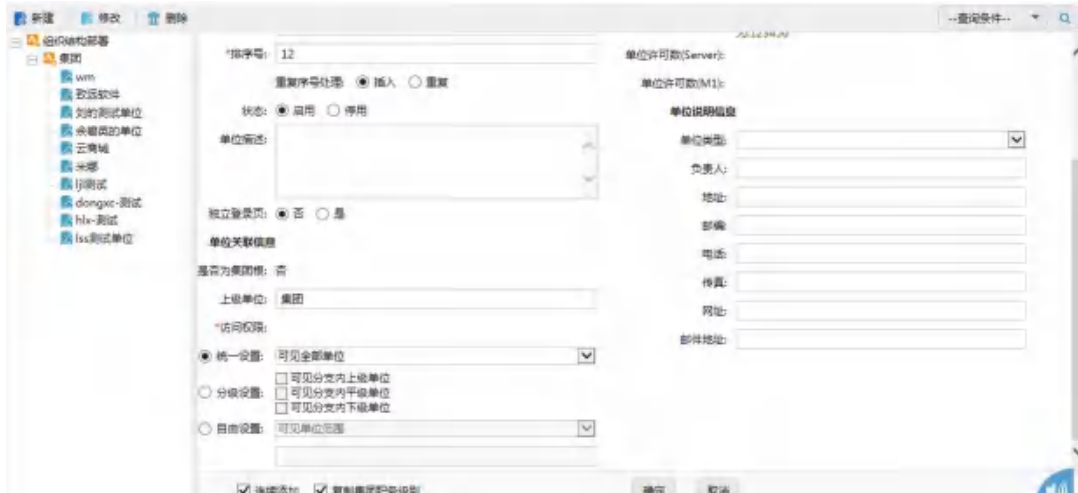 新建 修改 删除 --查询条件--
组织结构部署
集团
wm
致远软件
刘的测试单位
云商城
米娜
ljl测试
dongxc-测试
hlx-测试
lss测试单位
*排序号: 12
重复序号处理: 插入 重复
状态: 启用 停用
单位描述:
独立登录页: 否 是
单位关联信息
是否为集团根: 否
上级单位: 集团
*访问权限:
统一设置: 可见全部单位
分级设置: 可见分支内上级单位
可见分支内平级单位
可见分支内下级单位
自由设置: 可见单位范围
单位许可数(Server):
单位许可数(M1):
单位说明信息
单位类型:
负责人:
地址:
邮编:
电话:
传真:
网址:
邮件地址:
连续添加 复制集团职务级别 确定 取消